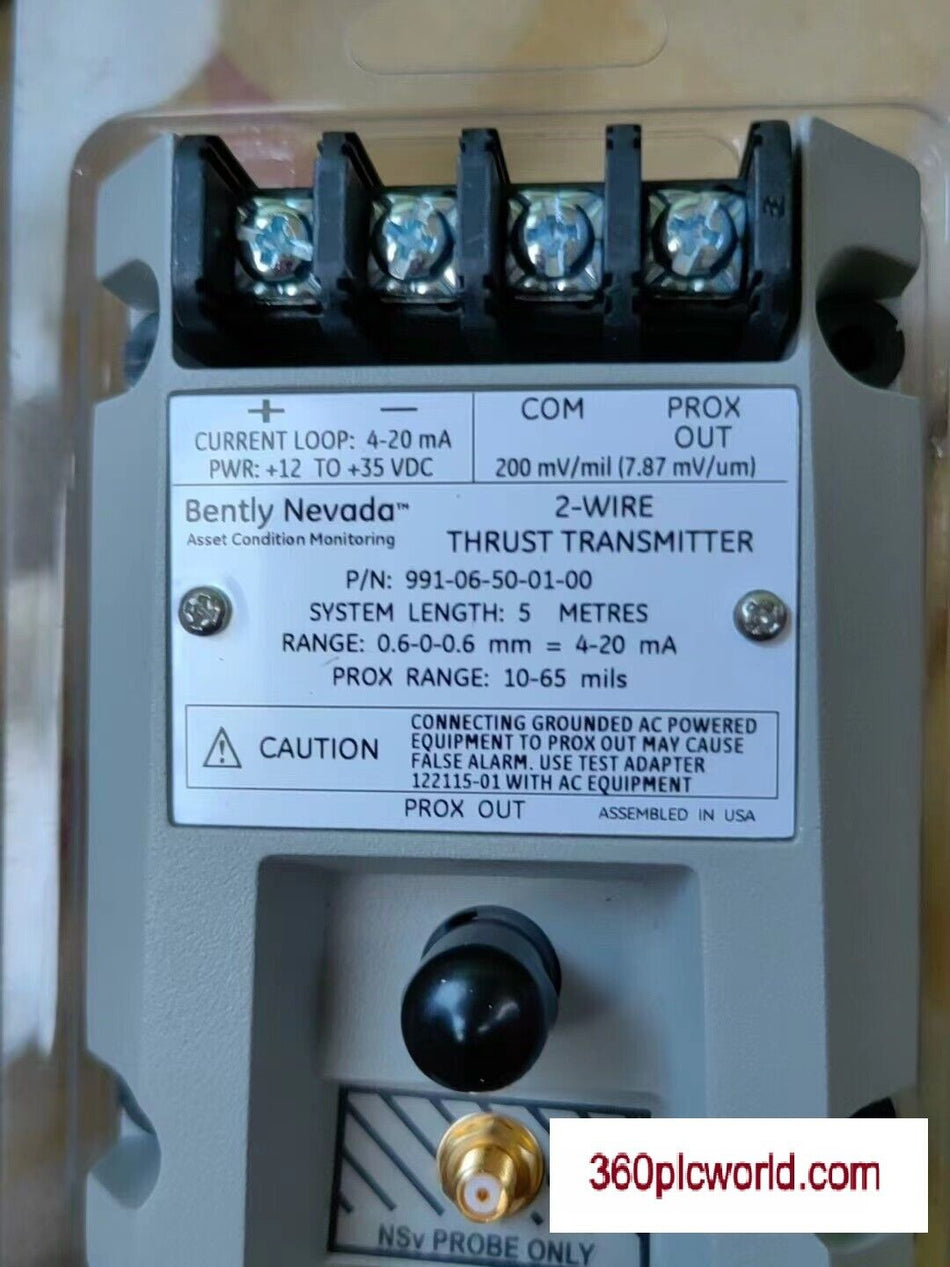 + —
CURRENT LOOP: 4-20 mA
PWR: +12 TO +35 VDC
COM PROX
OUT
200 mV/mil (7.87 mV/um)
Bently Nevada™
Asset Condition Monitoring
2-WIRE
THRUST TRANSMITTER
P/N: 991-06-50-01-00
SYSTEM LENGTH: 5 METRES
RANGE: 0.6-0-0.6 mm = 4-20 mA
PROX RANGE: 10-65 mils
⚠ CAUTION
CONNECTING GROUNDED AC POWERED
EQUIPMENT TO PROX OUT MAY CAUSE
FALSE ALARM. USE TEST ADAPTER
122115-01 WITH AC EQUIPMENT
PROX OUT
ASSEMBLED IN USA
NSv PROBE ONLY
360plcworld.com